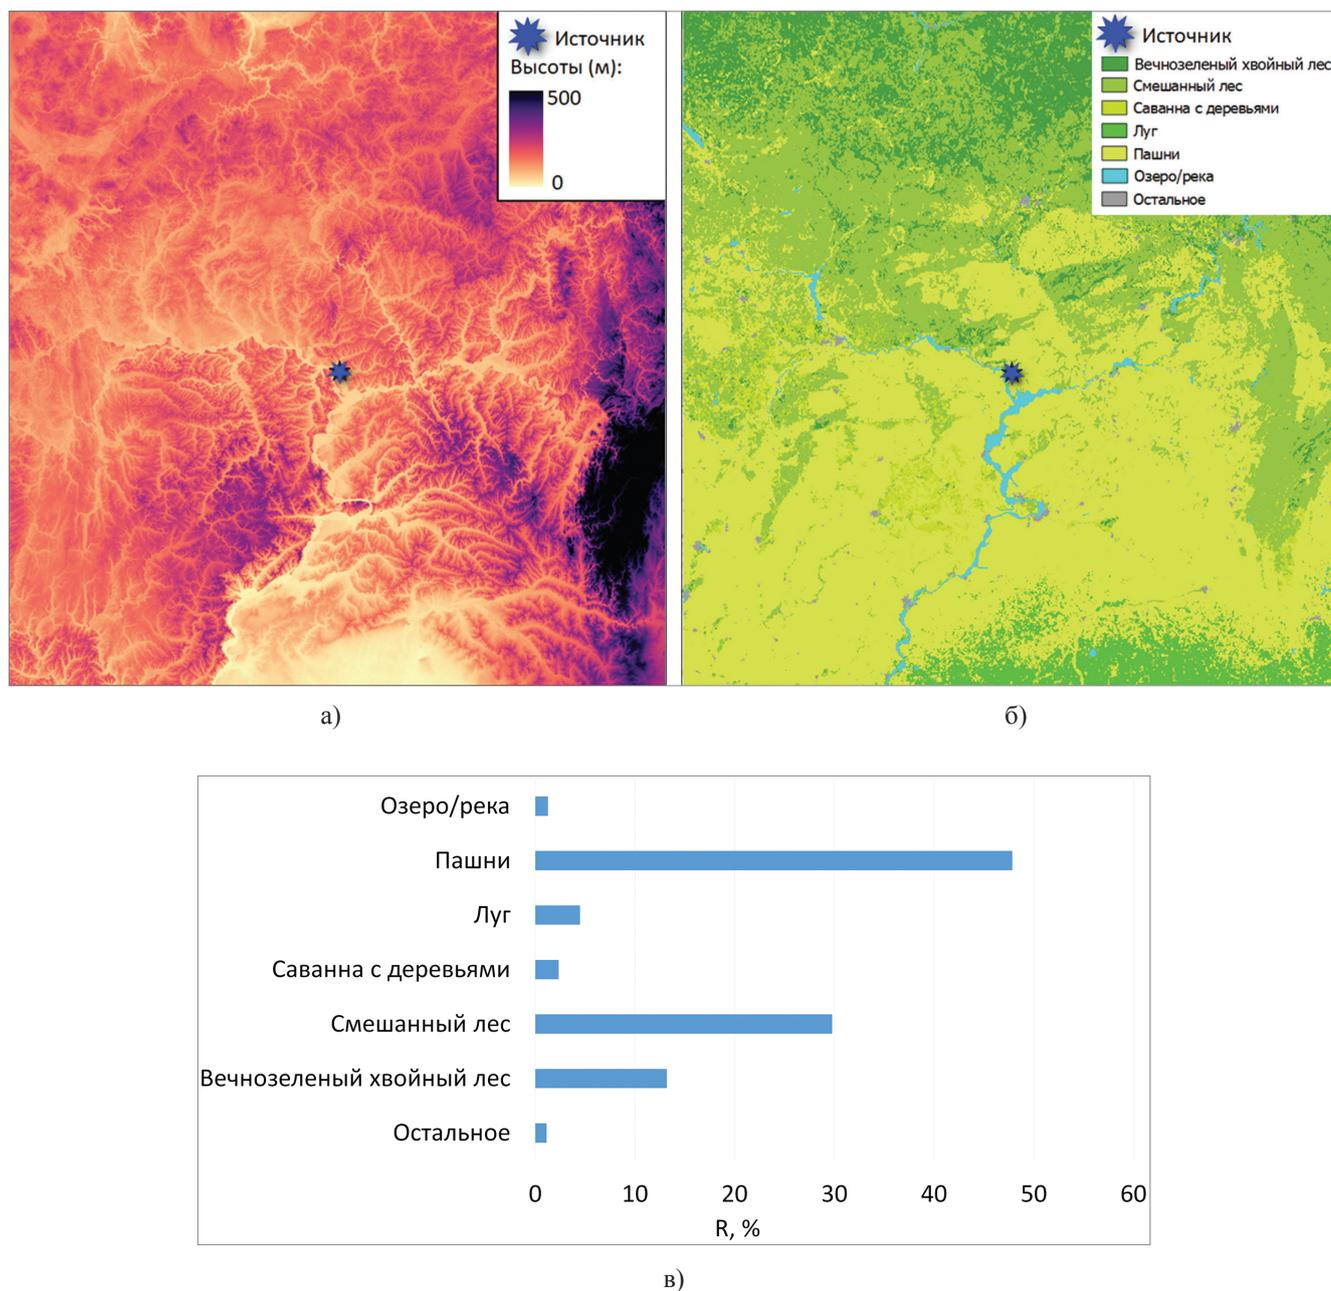 Источник
Высоты (м):
500
0
Источник
Вечнозеленый хвойный лес
Смешанный лес
Саванна с деревьями
Луг
Пашни
Озеро/река
Остальное
а)
б)
Озеро/река
Пашни
Луг
Саванна с деревьями
Смешанный лес
Вечнозеленый хвойный лес
Остальное
0 10 20 30 40 50 60
R, %
в)